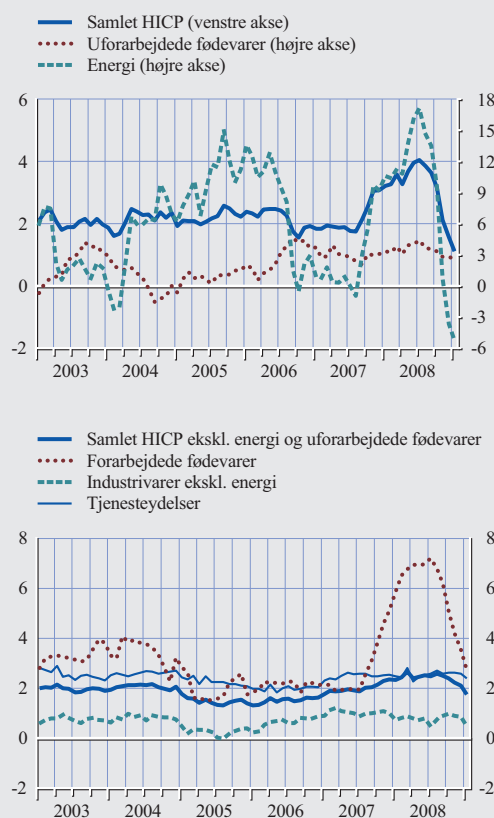 Samlet HICP (venstre akse)
Uforarbejdede fødevarer (højre akse)
Energi (højre akse)
6
4
2
0
-2
18
15
12
9
6
3
0
-3
-6
2003 2004 2005 2006 2007 2008
Samlet HICP ekskl. energi og uforarbejdede fødevarer
Forarbejdede fødevarer
Industrivarer ekskl. energi
Tjenesteydelser
8
6
4
2
0
-2
8
6
4
2
0
-2
2003 2004 2005 2006 2007 2008